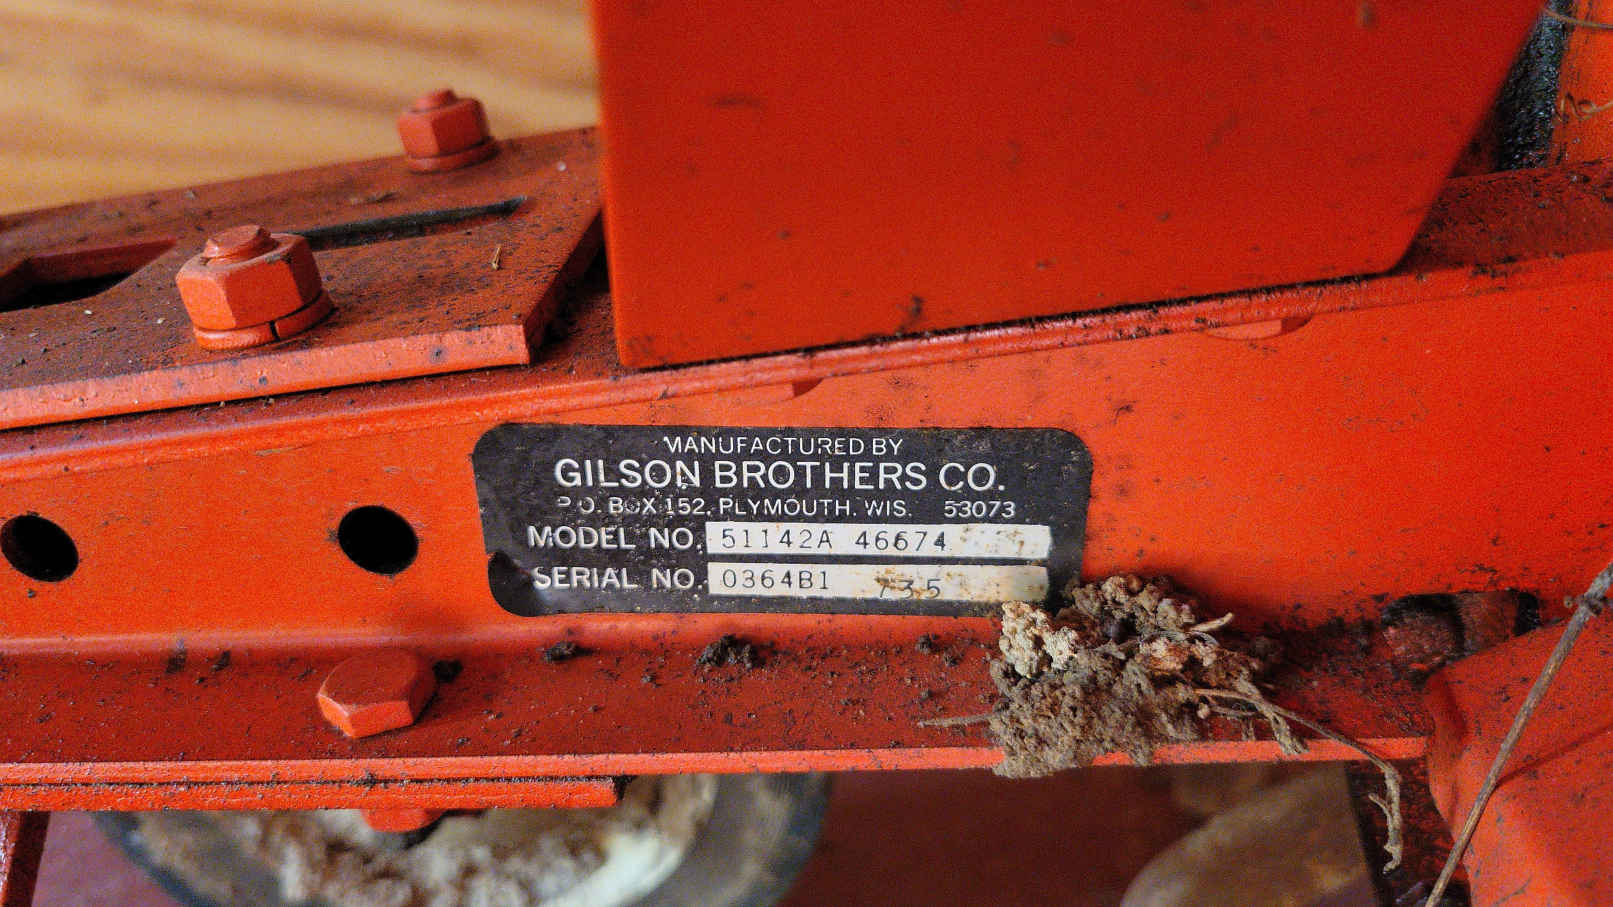 MANUFACTURED BY
GILSON BROTHERS CO.
P.O. BOX 152, PLYMOUTH, WIS. 53073
MODEL NO. 51142A 46674
SERIAL NO. 0364B1 735